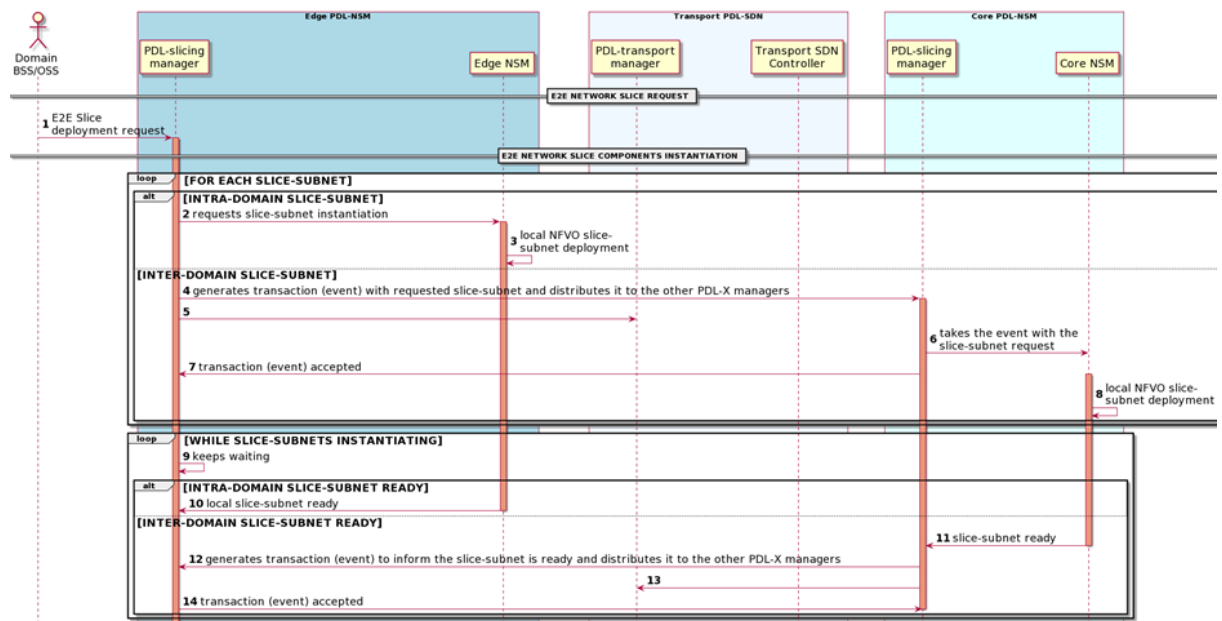 Edge PDL-NSM
Transport PDL-SDN
Core PDL-NSM
Domain
BSS/OSS
PDL-slicing
manager
Edge NSM
PDL-transport
manager
Transport SDN
Controller
PDL-slicing
manager
Core NSM
E2E NETWORK SLICE REQUEST
1 E2E Slice
deployment request
E2E NETWORK SLICE COMPONENTS INSTANTIATION
loop [FOR EACH SLICE-SUBNET]
alt [INTRA-DOMAIN SLICE-SUBNET]
2 requests slice-subnet instantiation
3 local NFVO slice-
subnet deployment
[INTER-DOMAIN SLICE-SUBNET]
4 generates transaction (event) with requested slice-subnet and distributes it to the other PDL-X managers
5
6 takes the event with the
slice-subnet request
7 transaction (event) accepted
8 local NFVO slice-
subnet deployment
loop [WHILE SLICE-SUBNETS INSTANTIATING]
9 keeps waiting
alt [INTRA-DOMAIN SLICE-SUBNET READY]
10 local slice-subnet ready
[INTER-DOMAIN SLICE-SUBNET READY]
11 slice-subnet ready
12 generates transaction (event) to inform the slice-subnet is ready and distributes it to the other PDL-X managers
13
14 transaction (event) accepted